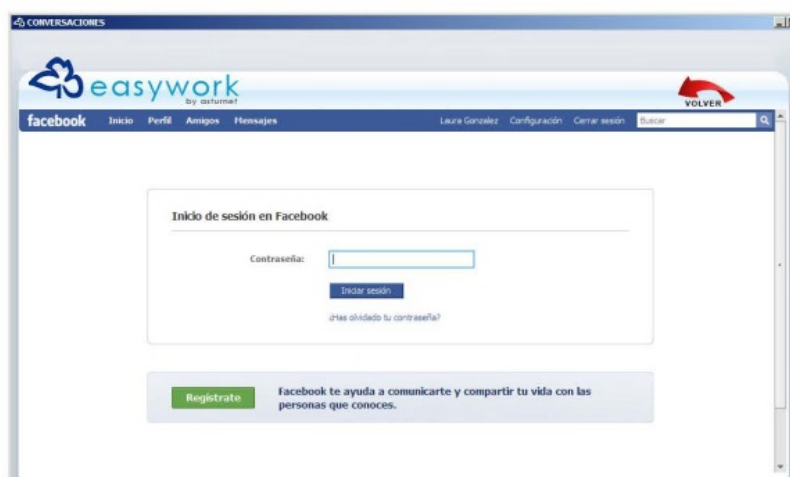 CONVERSACIONES
easywork
by asturnet
VOLVER
facebook Inicio Perfil Amigos Mensajes Laura Gonzalez Configuración Cerrar sesión Buscar
Inicio de sesión en Facebook
Contraseña:
Iniciar sesión
¿Has olvidado tu contraseña?
Regístrate
Facebook te ayuda a comunicarte y compartir tu vida con las
personas que conoces.